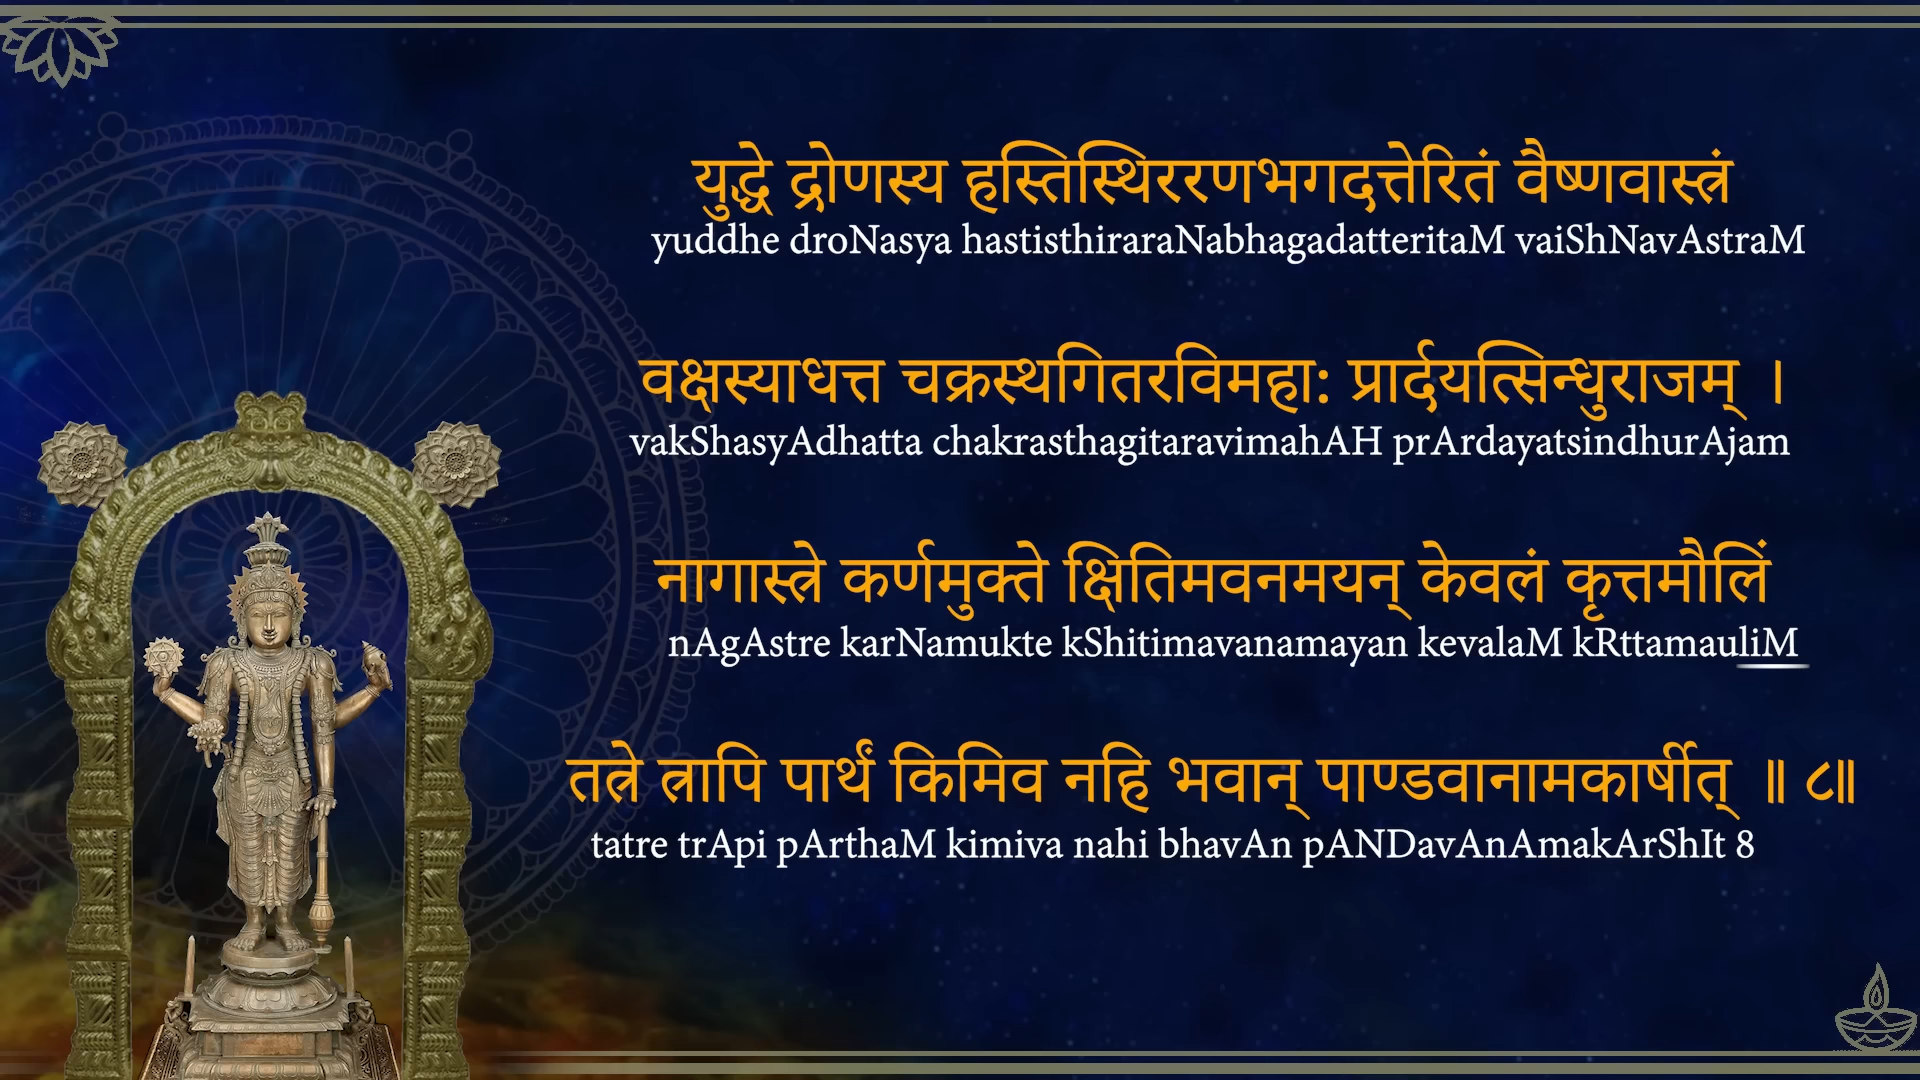 युद्धे द्रोणस्य हस्तिस्थिररणभगदत्तेरितं वैष्णवास्त्रं
yuddhe droNasya hastisthiraraNabhagadatteritaM vaiShNavAstraM
वक्षस्याधत्त चक्रस्थगितरविमहाः प्रार्दयत्सिन्धुराजम् ।
vakShasyAdhatta chakrasthagitaravimahAH prArdayatsindhurAjam
नागास्त्रे कर्णमुक्ते क्षितिमवनमयन् केवलं कृत्तमौलिं
nAgAstre karNamukte kShitimavanamayan kevalaM kRttamauliM
तत्रे त्रापि पार्थं किमिव नहि भवान् पाण्डवानामकार्षीत् ॥ ८॥
tatre trApi pArthaM kimiva nahi bhavAn pANDavAnAmakArShIt 8